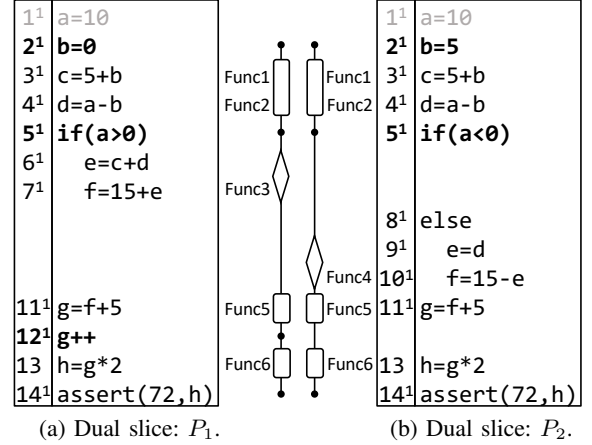 1¹ a=10
2¹ b=0
3¹ c=5+b
4¹ d=a-b
5¹ if(a>0)
6¹ e=c+d
7¹ f=15+e
11¹ g=f+5
12¹ g++
13 h=g*2
14¹ assert(72,h)
(a) Dual slice: P₁.
Func1 Func1
Func2 Func2
Func3
Func4
Func5 Func5
Func6 Func6
1¹ a=10
2¹ b=5
3¹ c=5+b
4¹ d=a-b
5¹ if(a<0)
8¹ else
9¹ e=d
10¹ f=15-e
11¹ g=f+5
13 h=g*2
14¹ assert(72,h)
(b) Dual slice: P₂.